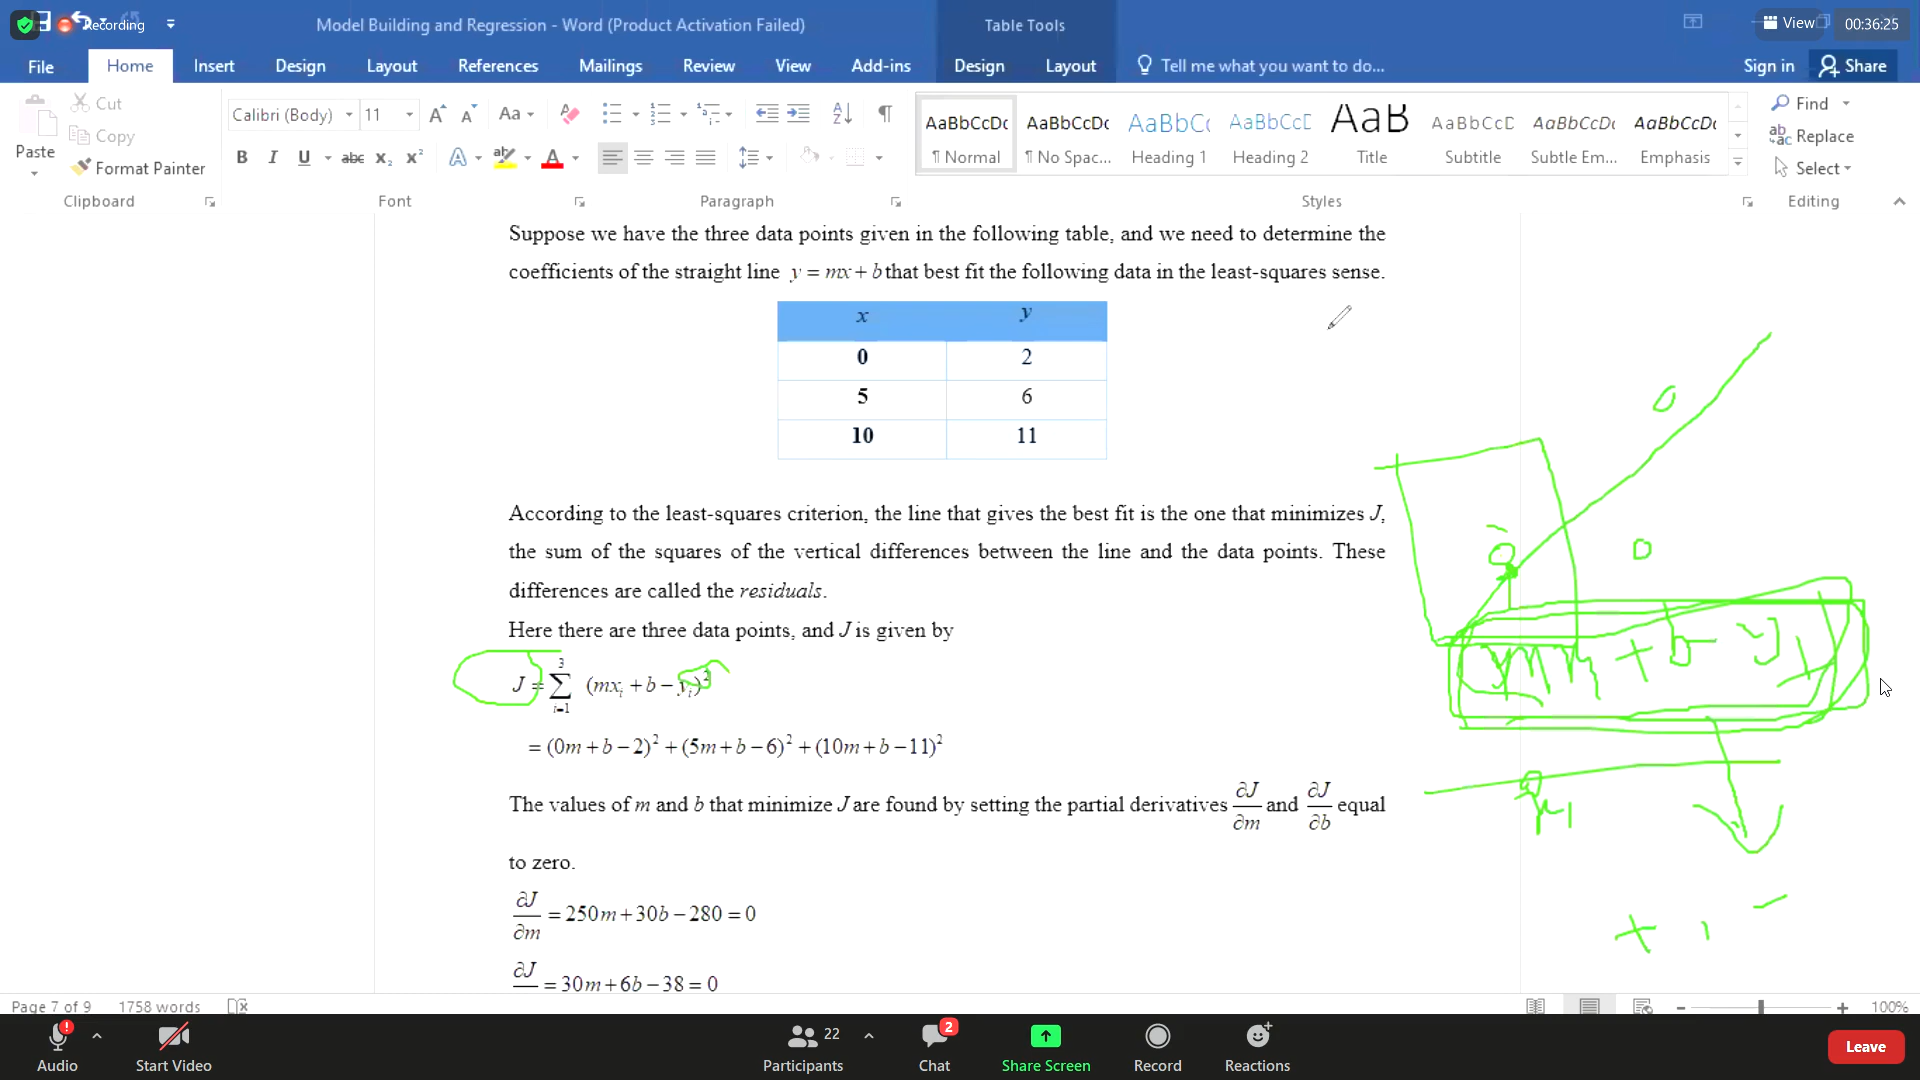 Recording
Model Building and Regression - Word (Product Activation Failed)
Table Tools
View
00:36:25
File
Home
Insert
Design
Layout
References
Mailings
Review
View
Add-ins
Design
Layout
Tell me what you want to do...
Sign in
Share
Paste
Cut
Copy
Format Painter
Clipboard
Calibri (Body)
11
Font
Paragraph
AaBbCcDc
¶ Normal
AaBbCcDc
¶ No Spac...
AaBbCc
Heading 1
AaBbCcD
Heading 2
AaB
Title
AaBbCcD
Subtitle
AaBbCcDc
Subtle Em...
AaBbCcDc
Emphasis
Styles
Find
Replace
Select
Editing
Suppose we have the three data points given in the following table, and we need to determine the
coefficients of the straight line y = mx + b that best fit the following data in the least-squares sense.
x y
0 2
5 6
10 11
According to the least-squares criterion, the line that gives the best fit is the one that minimizes J,
the sum of the squares of the vertical differences between the line and the data points. These
differences are called the residuals.
Here there are three data points, and J is given by
J = ∑_{i=1}^{3} (mx_i + b − y_i)²
= (0m + b − 2)² + (5m + b − 6)² + (10m + b − 11)²
The values of m and b that minimize J are found by setting the partial derivatives ∂J/∂m and ∂J/∂b equal
to zero.
∂J/∂m = 250m + 30b − 280 = 0
∂J
= 30m + 6b − 38 = 0
+ b − y1
x1
+ , −
Page 7 of 9
1758 words
100%
Audio
Start Video
Participants
22
Chat
2
Share Screen
Record
Reactions
Leave